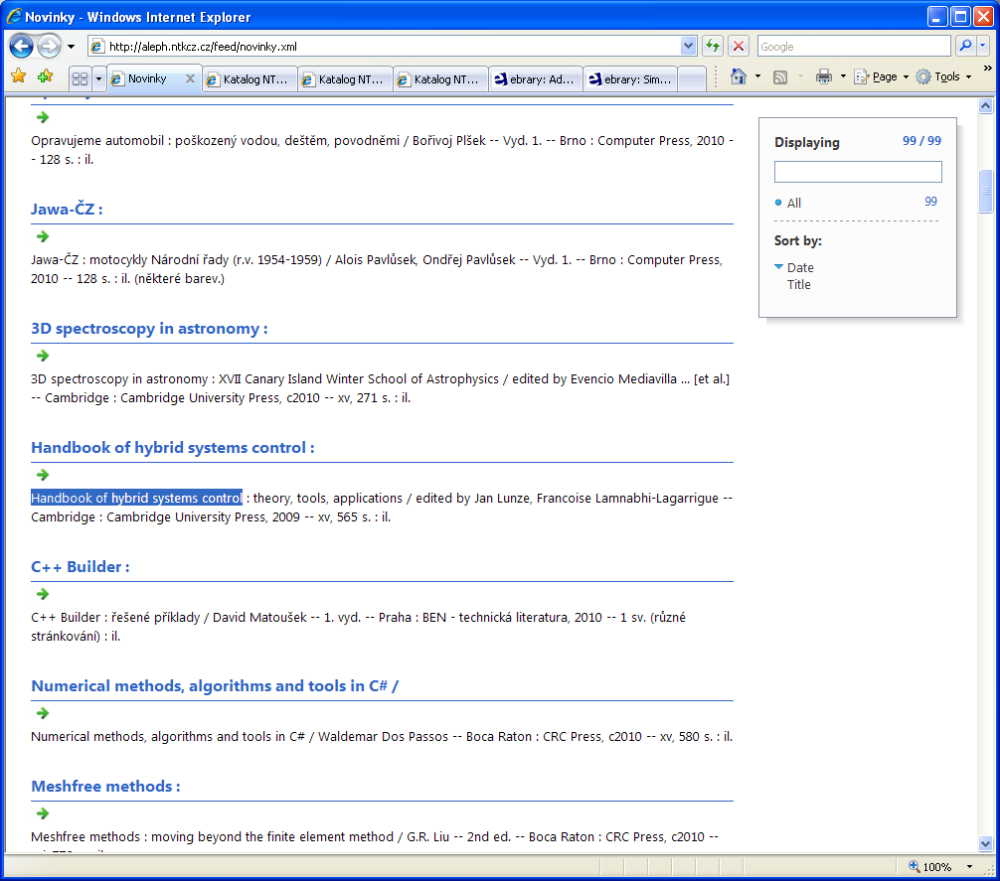 Novinky - Windows Internet Explorer
http://aleph.ntkcz.cz/feed/novinky.xml
Google
Novinky
Katalog NT...
Katalog NT...
Katalog NT...
ebrary: Ad...
ebrary: Sim...
Page
Tools
Opravujeme automobil : poškozený vodou, deštěm, povodněmi / Bořivoj Plšek -- Vyd. 1. -- Brno : Computer Press, 2010 -
- 128 s. : il.
Jawa-ČZ :
Jawa-ČZ : motocykly Národní řady (r.v. 1954-1959) / Alois Pavlůsek, Ondřej Pavlůsek -- Vyd. 1. -- Brno : Computer Press,
2010 -- 128 s. : il. (některé barev.)
3D spectroscopy in astronomy :
3D spectroscopy in astronomy : XVII Canary Island Winter School of Astrophysics / edited by Evencio Mediavilla ... [et al.]
-- Cambridge : Cambridge University Press, c2010 -- xv, 271 s. : il.
Handbook of hybrid systems control :
Handbook of hybrid systems control : theory, tools, applications / edited by Jan Lunze, Francoise Lamnabhi-Lagarrigue --
Cambridge : Cambridge University Press, 2009 -- xv, 565 s. : il.
C++ Builder :
C++ Builder : řešené příklady / David Matoušek -- 1. vyd. -- Praha : BEN - technická literatura, 2010 -- 1 sv. (různé
stránkování) : il.
Numerical methods, algorithms and tools in C# /
Numerical methods, algorithms and tools in C# / Waldemar Dos Passos -- Boca Raton : CRC Press, c2010 -- xv, 580 s. : il.
Meshfree methods :
Meshfree methods : moving beyond the finite element method / G.R. Liu -- 2nd ed. -- Boca Raton : CRC Press, c2010 --
Displaying 99 / 99
All 99
Sort by:
Date
Title
100%